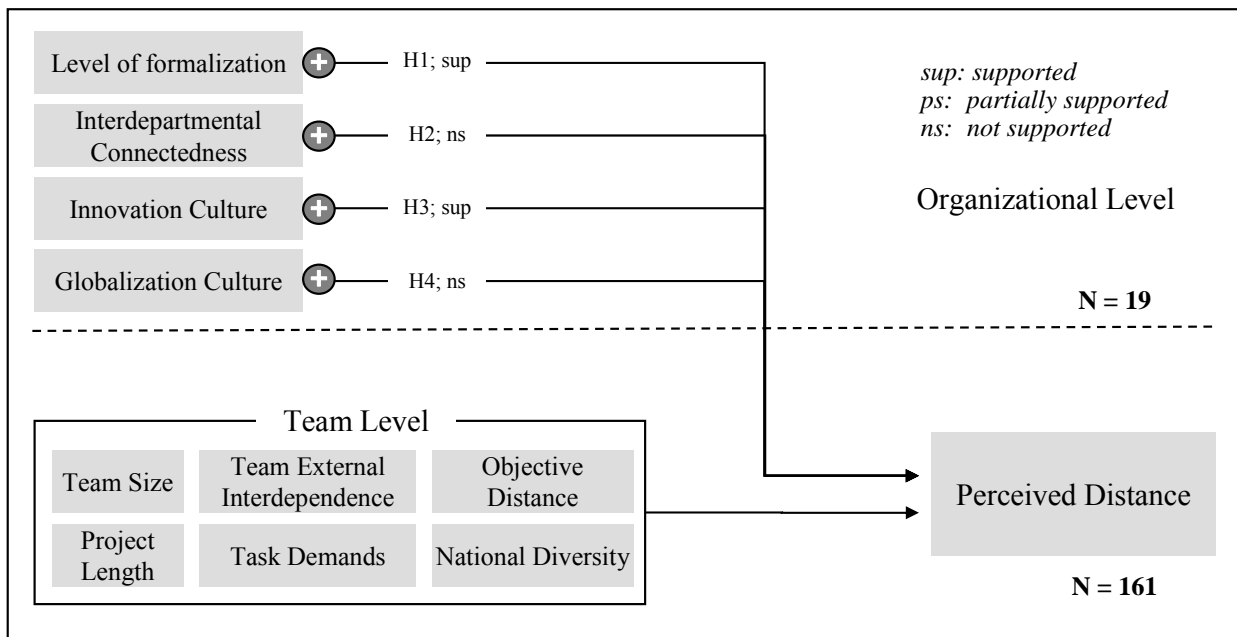 Level of formalization
+
H1; sup
Interdepartmental
Connectedness
+
H2; ns
Innovation Culture
+
H3; sup
Globalization Culture
+
H4; ns
sup: supported
ps: partially supported
ns: not supported
Organizational Level
N = 19
Team Level
Team Size
Team External
Interdependence
Objective
Distance
Project
Length
Task Demands
National Diversity
Perceived Distance
N = 161